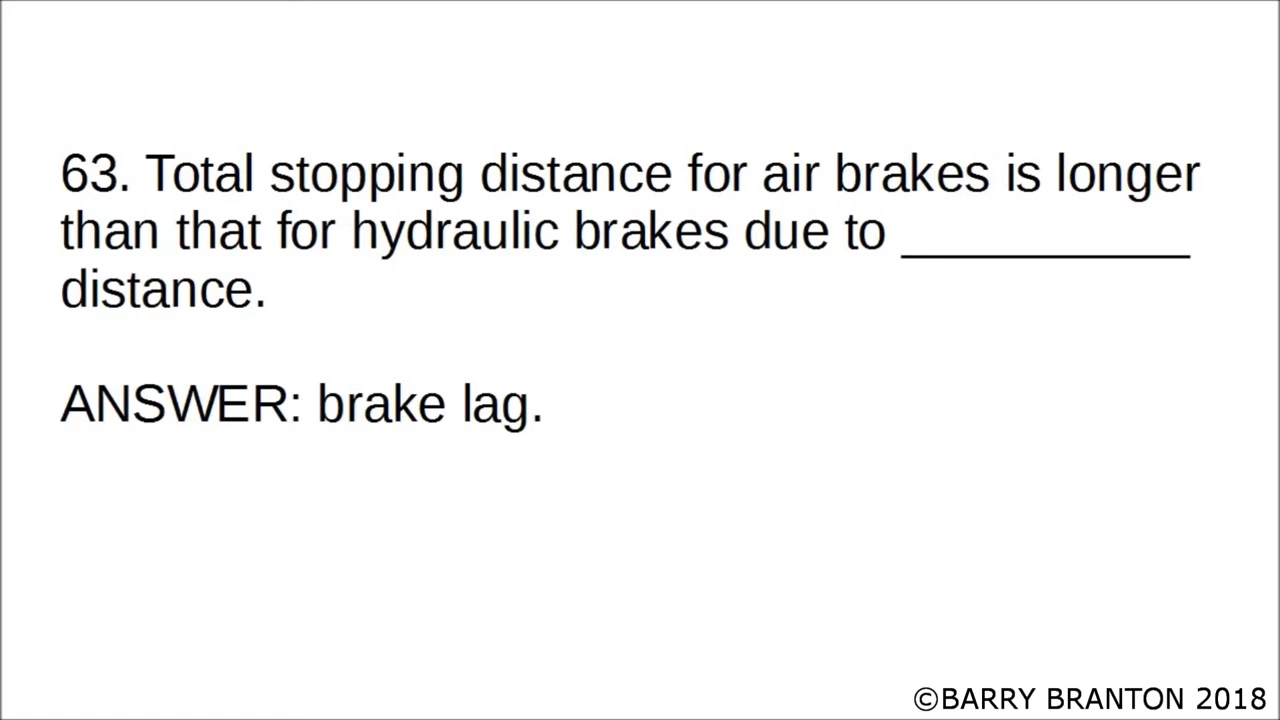 63. Total stopping distance for air brakes is longer
than that for hydraulic brakes due to ___________
distance.
ANSWER: brake lag.
©BARRY BRANTON 2018